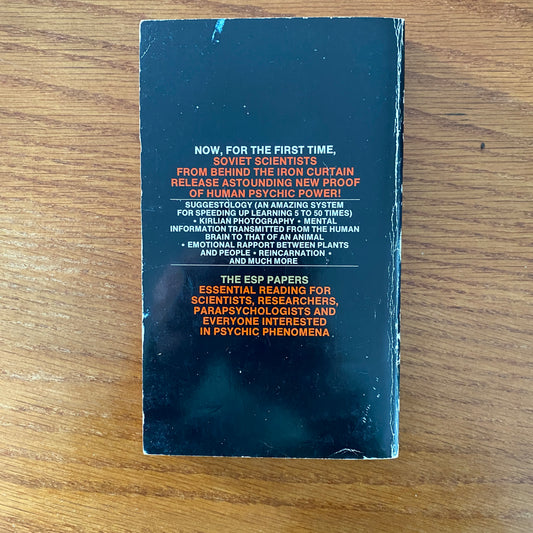 NOW, FOR THE FIRST TIME,
SOVIET SCIENTISTS
FROM BEHIND THE IRON CURTAIN
RELEASE ASTOUNDING NEW PROOF
OF HUMAN PSYCHIC POWER!
SUGGESTOLOGY (AN AMAZING SYSTEM
FOR SPEEDING UP LEARNING 5 TO 50 TIMES)
• KIRLIAN PHOTOGRAPHY • MENTAL
INFORMATION TRANSMITTED FROM THE HUMAN
BRAIN TO THAT OF AN ANIMAL
• EMOTIONAL RAPPORT BETWEEN PLANTS
AND PEOPLE • REINCARNATION •
AND MUCH MORE
THE ESP PAPERS
ESSENTIAL READING FOR
SCIENTISTS, RESEARCHERS,
PARAPSYCHOLOGISTS AND
EVERYONE INTERESTED
IN PSYCHIC PHENOMENA